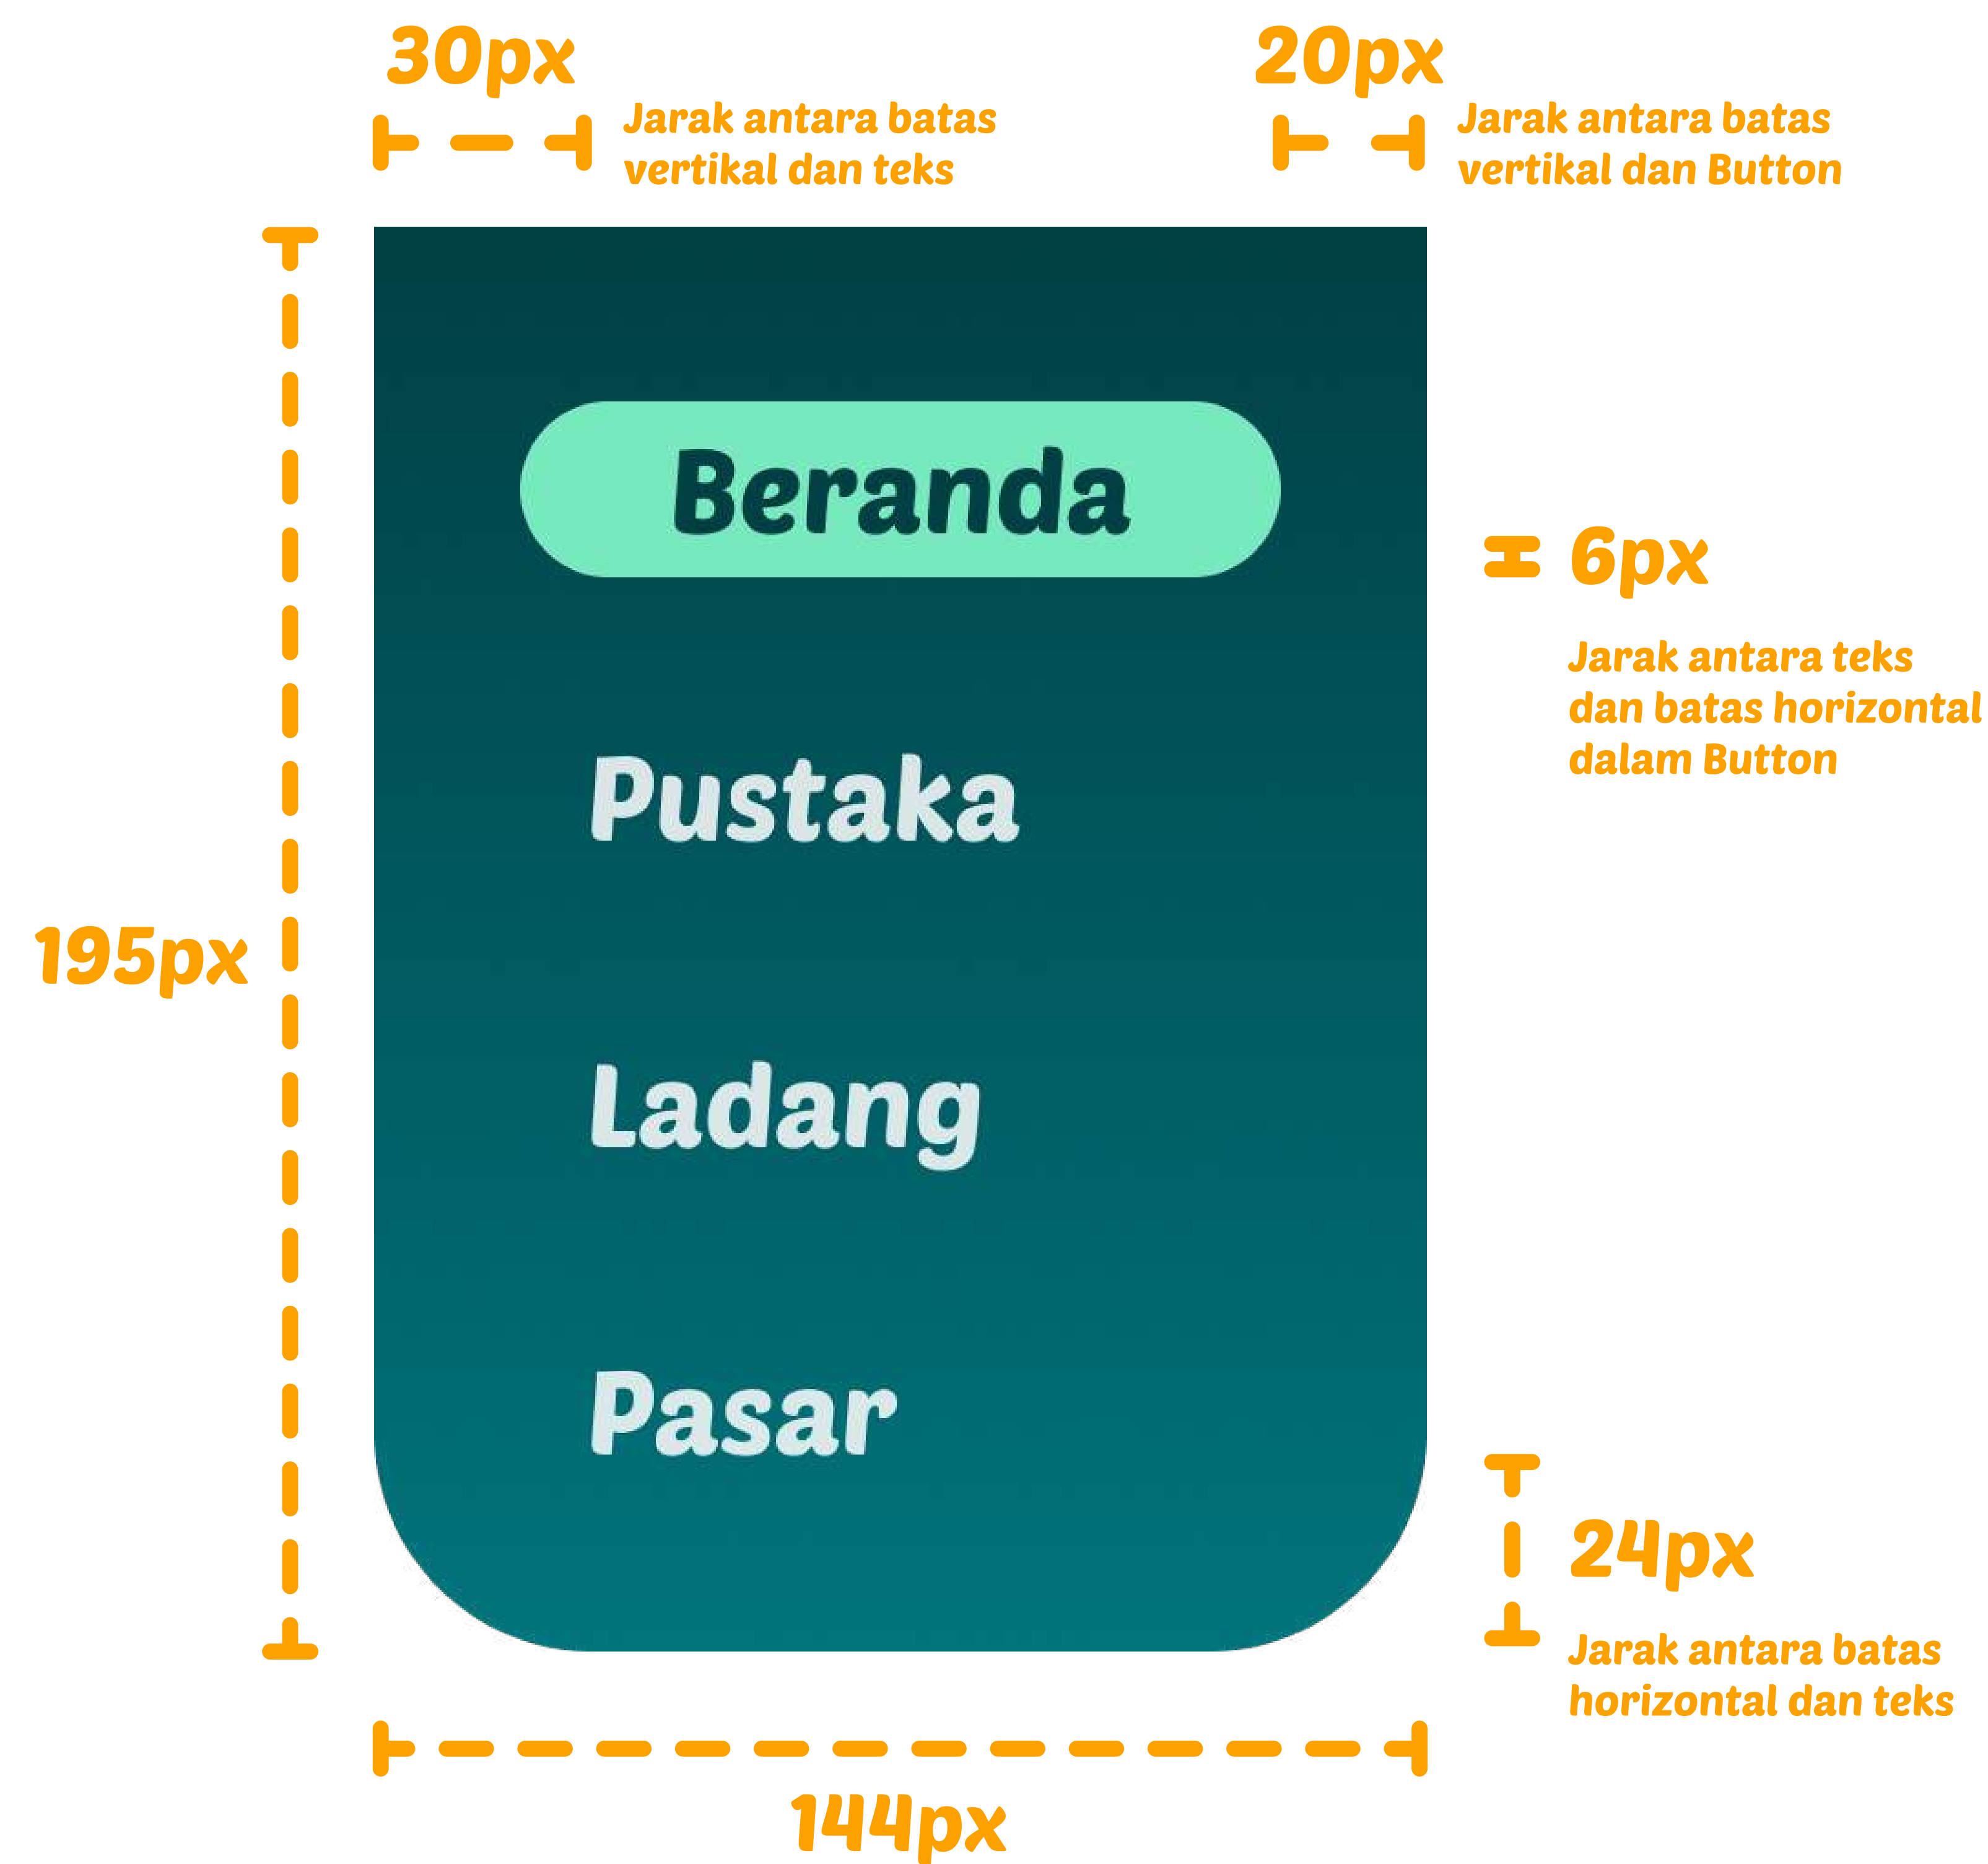 30px
Jarak antara batas
vertikal dan teks
20px
Jarak antara batas
vertikal dan Button
Beranda
6px
Jarak antara teks
dan batas horizontal
dalam Button
Pustaka
195px
Ladang
Pasar
24px
Jarak antara batas
horizontal dan teks
144px